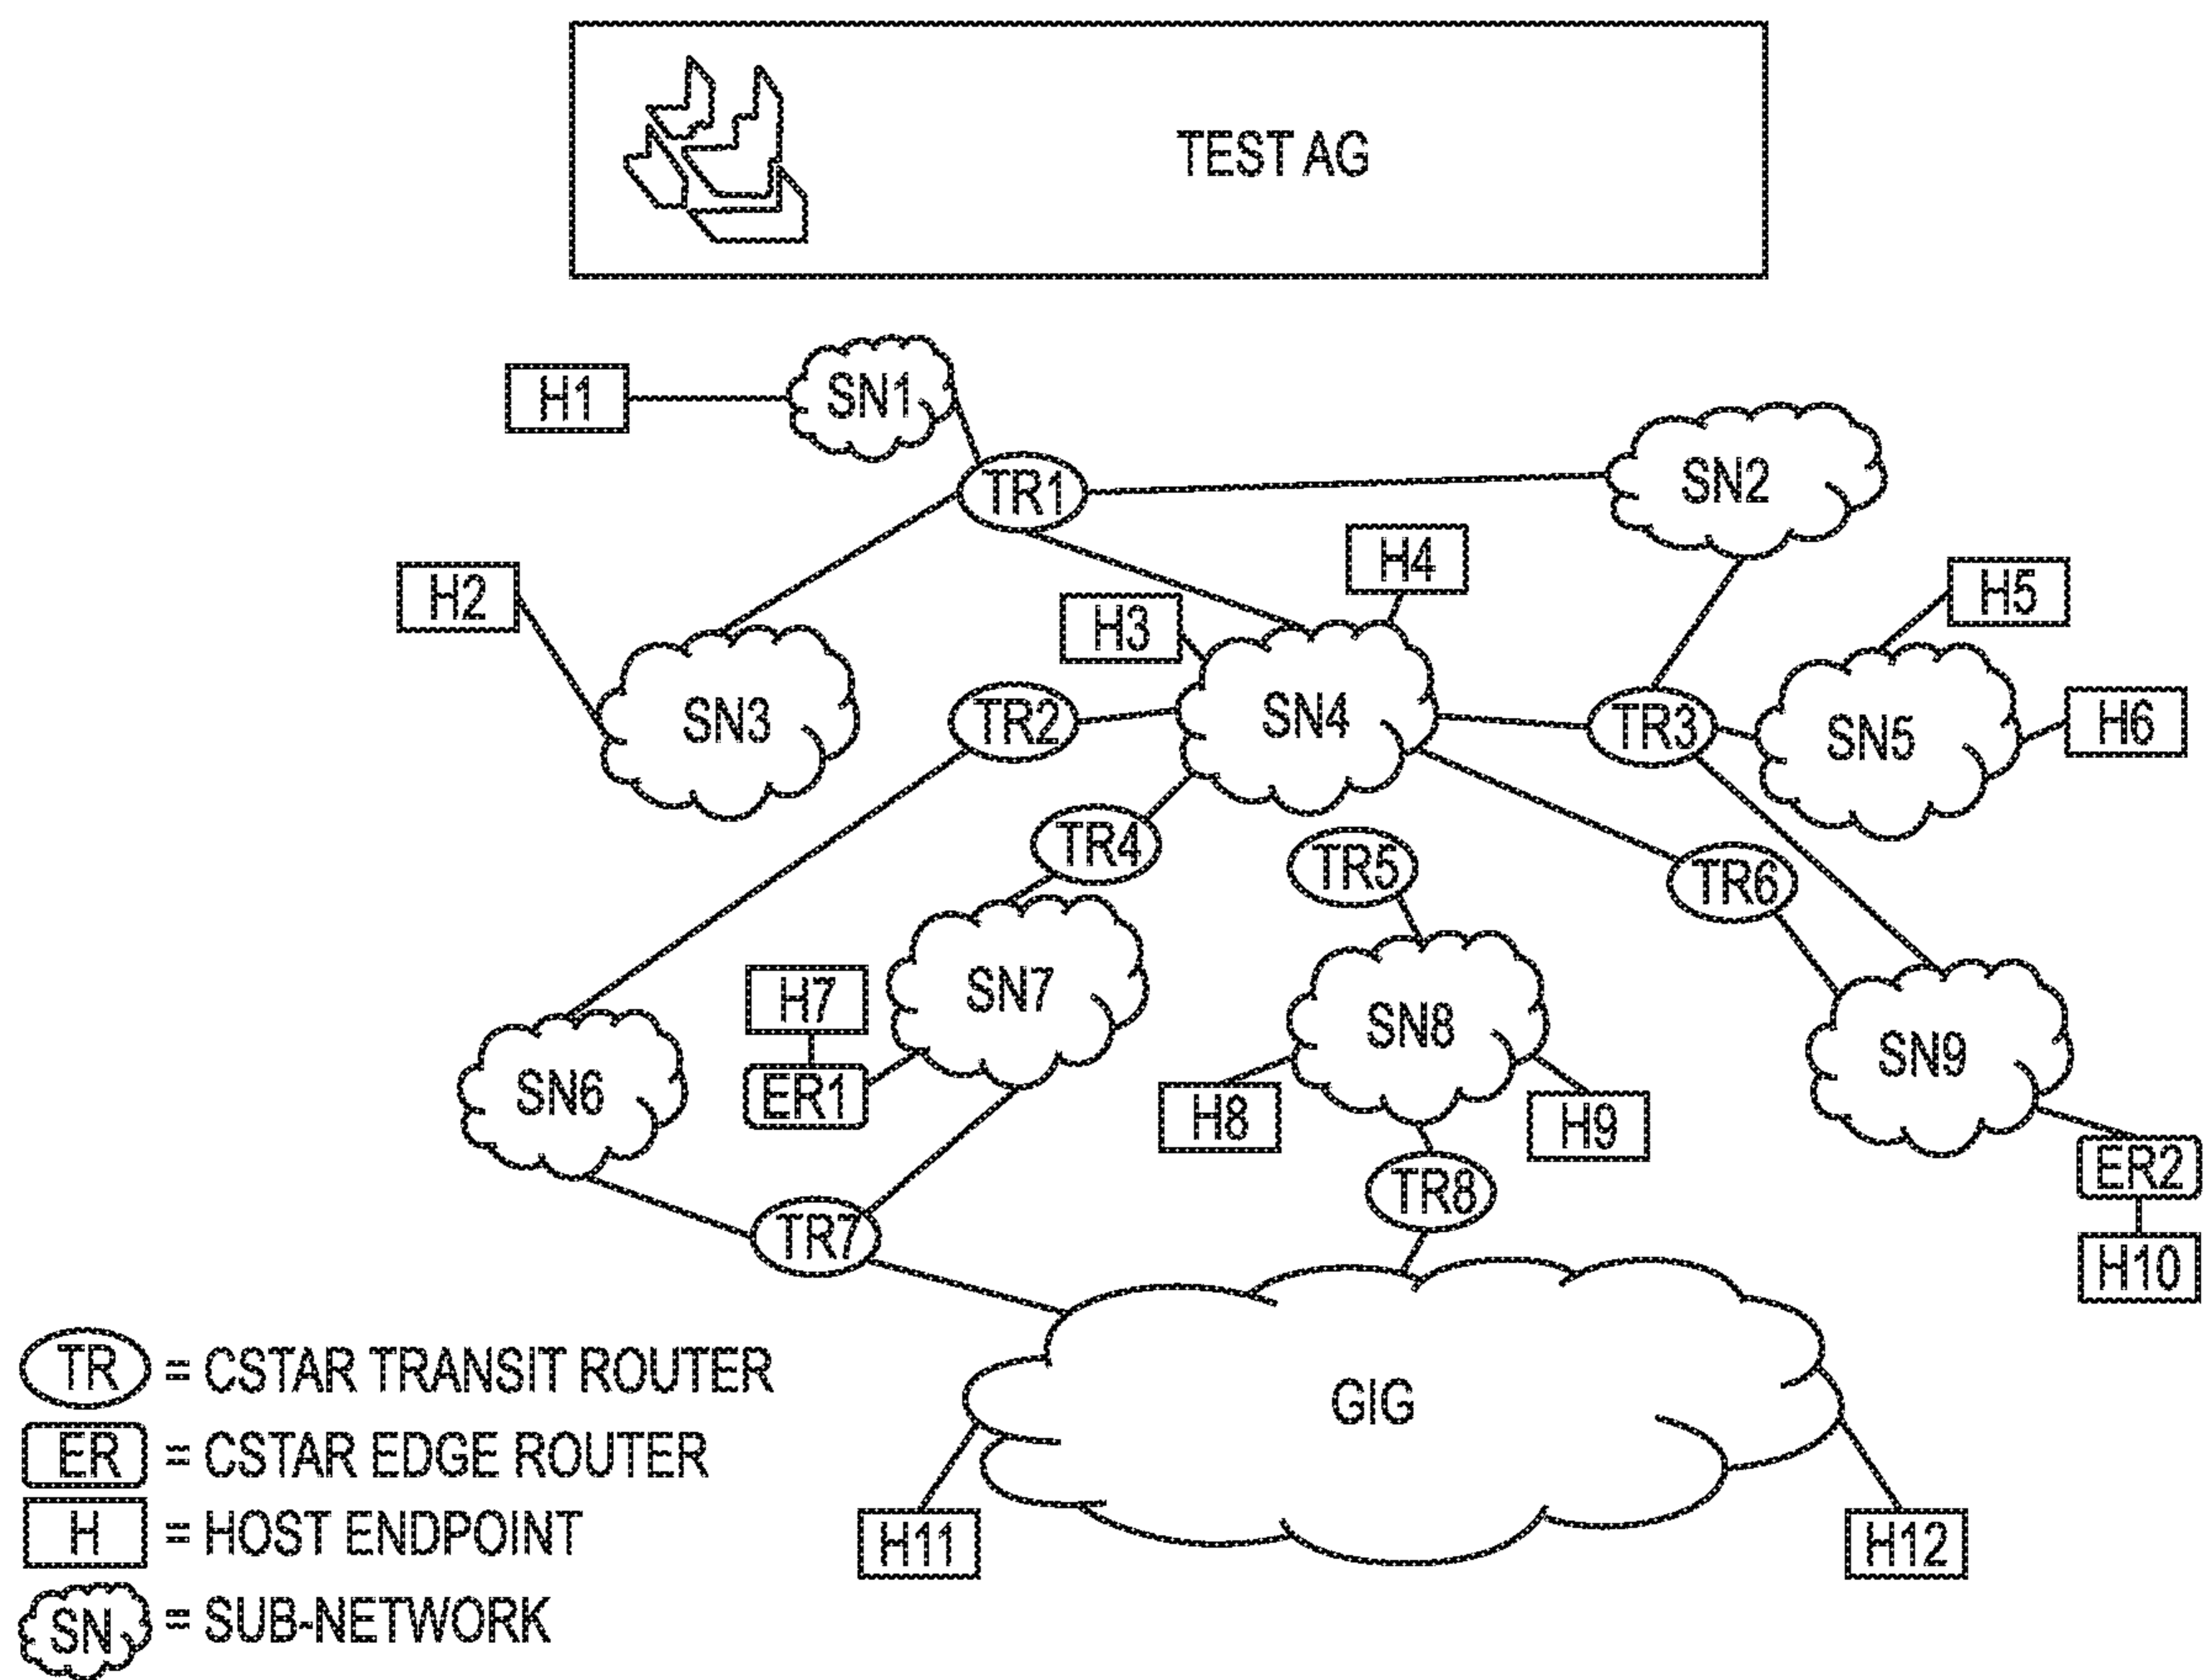 TEST AG
H1
SN1
TR1
SN2
H2
H3
H4
H5
SN3
TR2
SN4
TR3
SN5
H6
TR4
TR5
TR6
H7
SN7
SN8
SN9
SN6
ER1
H8
H9
ER2
TR7
TR8
H10
GIG
H11
H12
TR = CSTAR TRANSIT ROUTER
ER = CSTAR EDGE ROUTER
H = HOST ENDPOINT
SN = SUB-NETWORK